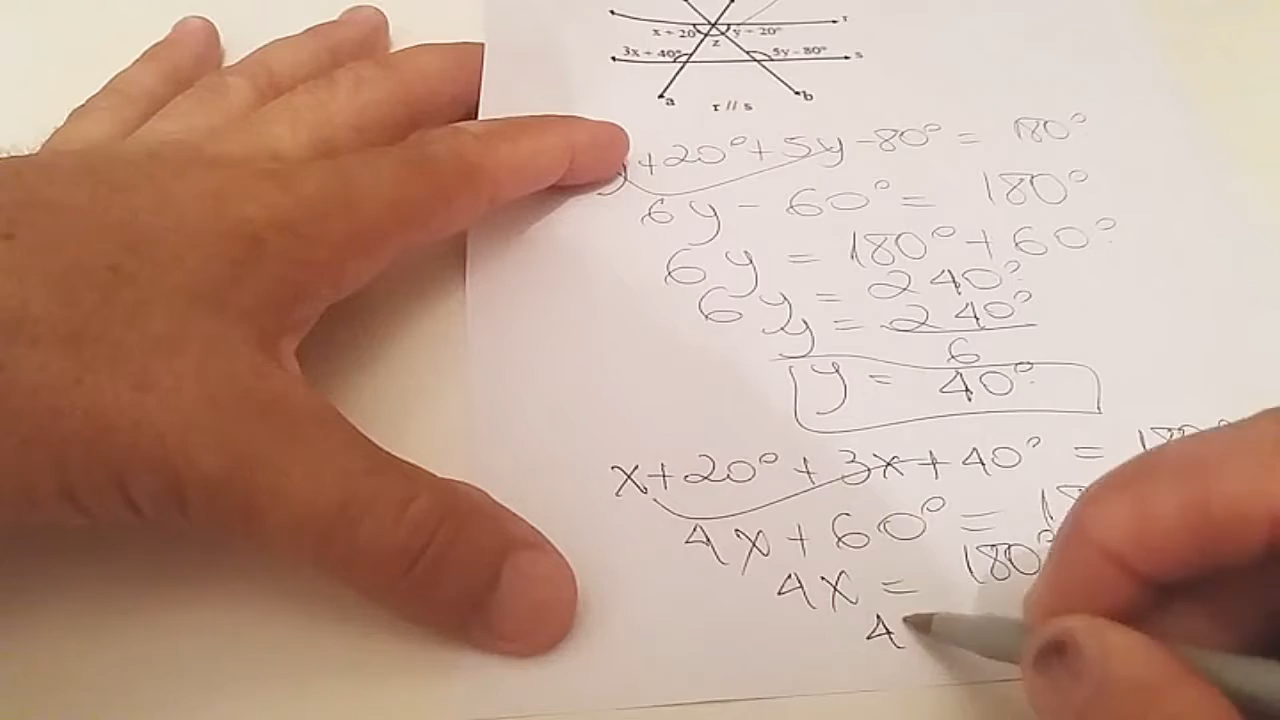 r
x + 20° y + 20°
z
3x + 40° 5y - 80°
s
a b
r // s
y+20°+5y-80° = 180°
6y - 60° = 180°
6y = 180°+60°
6y = 240°
y = 240°
6
y = 40°
x+20°+3x+40° =
4x+60° =
4x = 180°
4